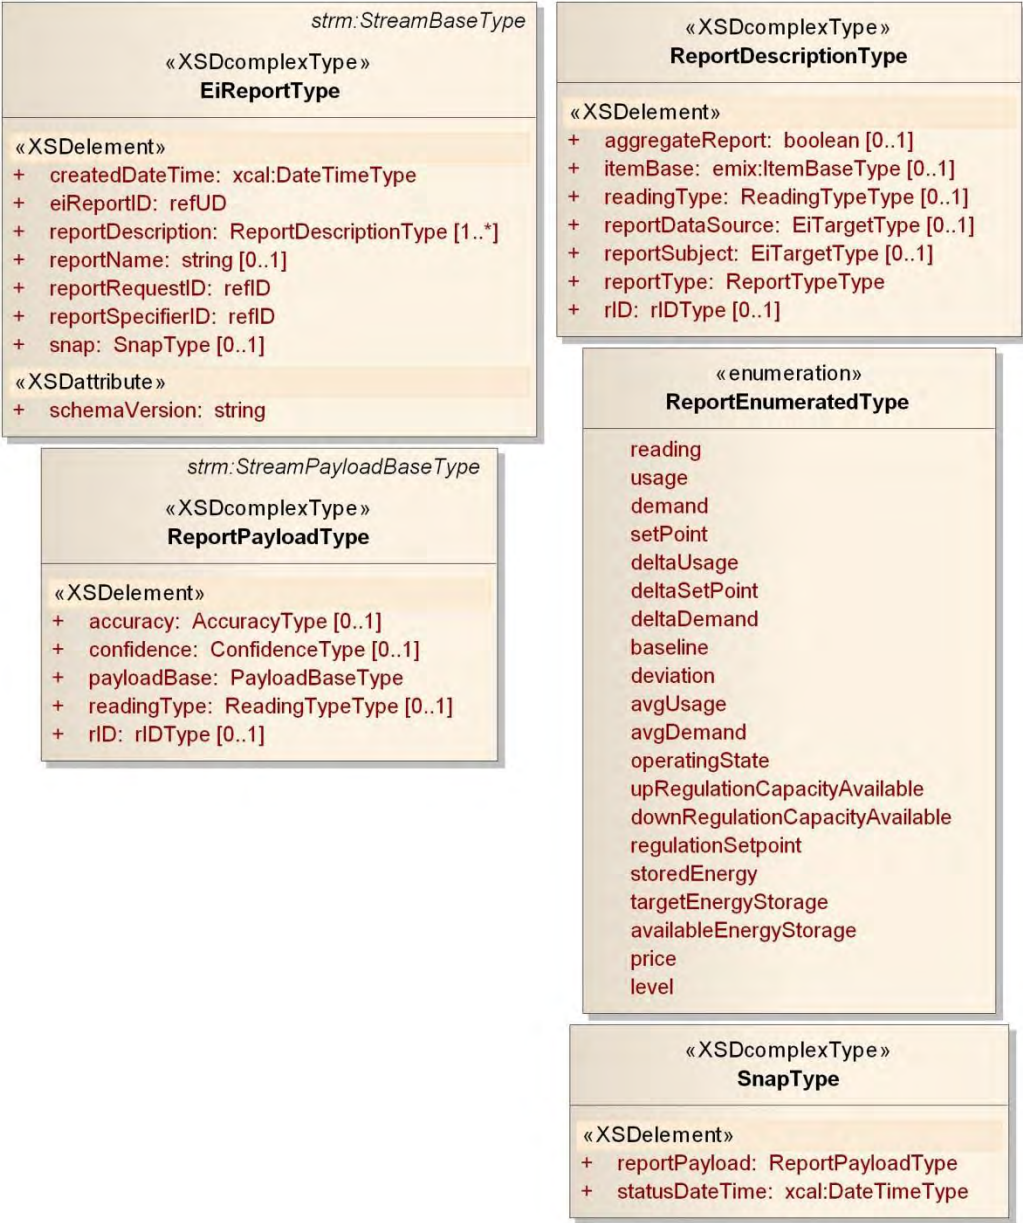 strm:StreamBaseType
«XSDcomplexType»
EiReportType
«XSDelement»
+ createdDateTime: xcal:DateTimeType
+ eiReportID: refUD
+ reportDescription: ReportDescriptionType [1..*]
+ reportName: string [0..1]
+ reportRequestID: refID
+ reportSpecifierID: refID
+ snap: SnapType [0..1]
«XSDattribute»
+ schemaVersion: string
strm:StreamPayloadBaseType
«XSDcomplexType»
ReportPayloadType
«XSDelement»
+ accuracy: AccuracyType [0..1]
+ confidence: ConfidenceType [0..1]
+ payloadBase: PayloadBaseType
+ readingType: ReadingTypeType [0..1]
+ rID: rIDType [0..1]
«XSDcomplexType»
ReportDescriptionType
«XSDelement»
+ aggregateReport: boolean [0..1]
+ itemBase: emix:ItemBaseType [0..1]
+ readingType: ReadingTypeType [0..1]
+ reportDataSource: EiTargetType [0..1]
+ reportSubject: EiTargetType [0..1]
+ reportType: ReportTypeType
+ rID: rIDType [0..1]
«enumeration»
ReportEnumeratedType
reading
usage
demand
setPoint
deltaUsage
deltaSetPoint
deltaDemand
baseline
deviation
avgUsage
avgDemand
operatingState
upRegulationCapacityAvailable
downRegulationCapacityAvailable
regulationSetpoint
storedEnergy
targetEnergyStorage
availableEnergyStorage
price
level
«XSDcomplexType»
SnapType
«XSDelement»
+ reportPayload: ReportPayloadType
+ statusDateTime: xcal:DateTimeType